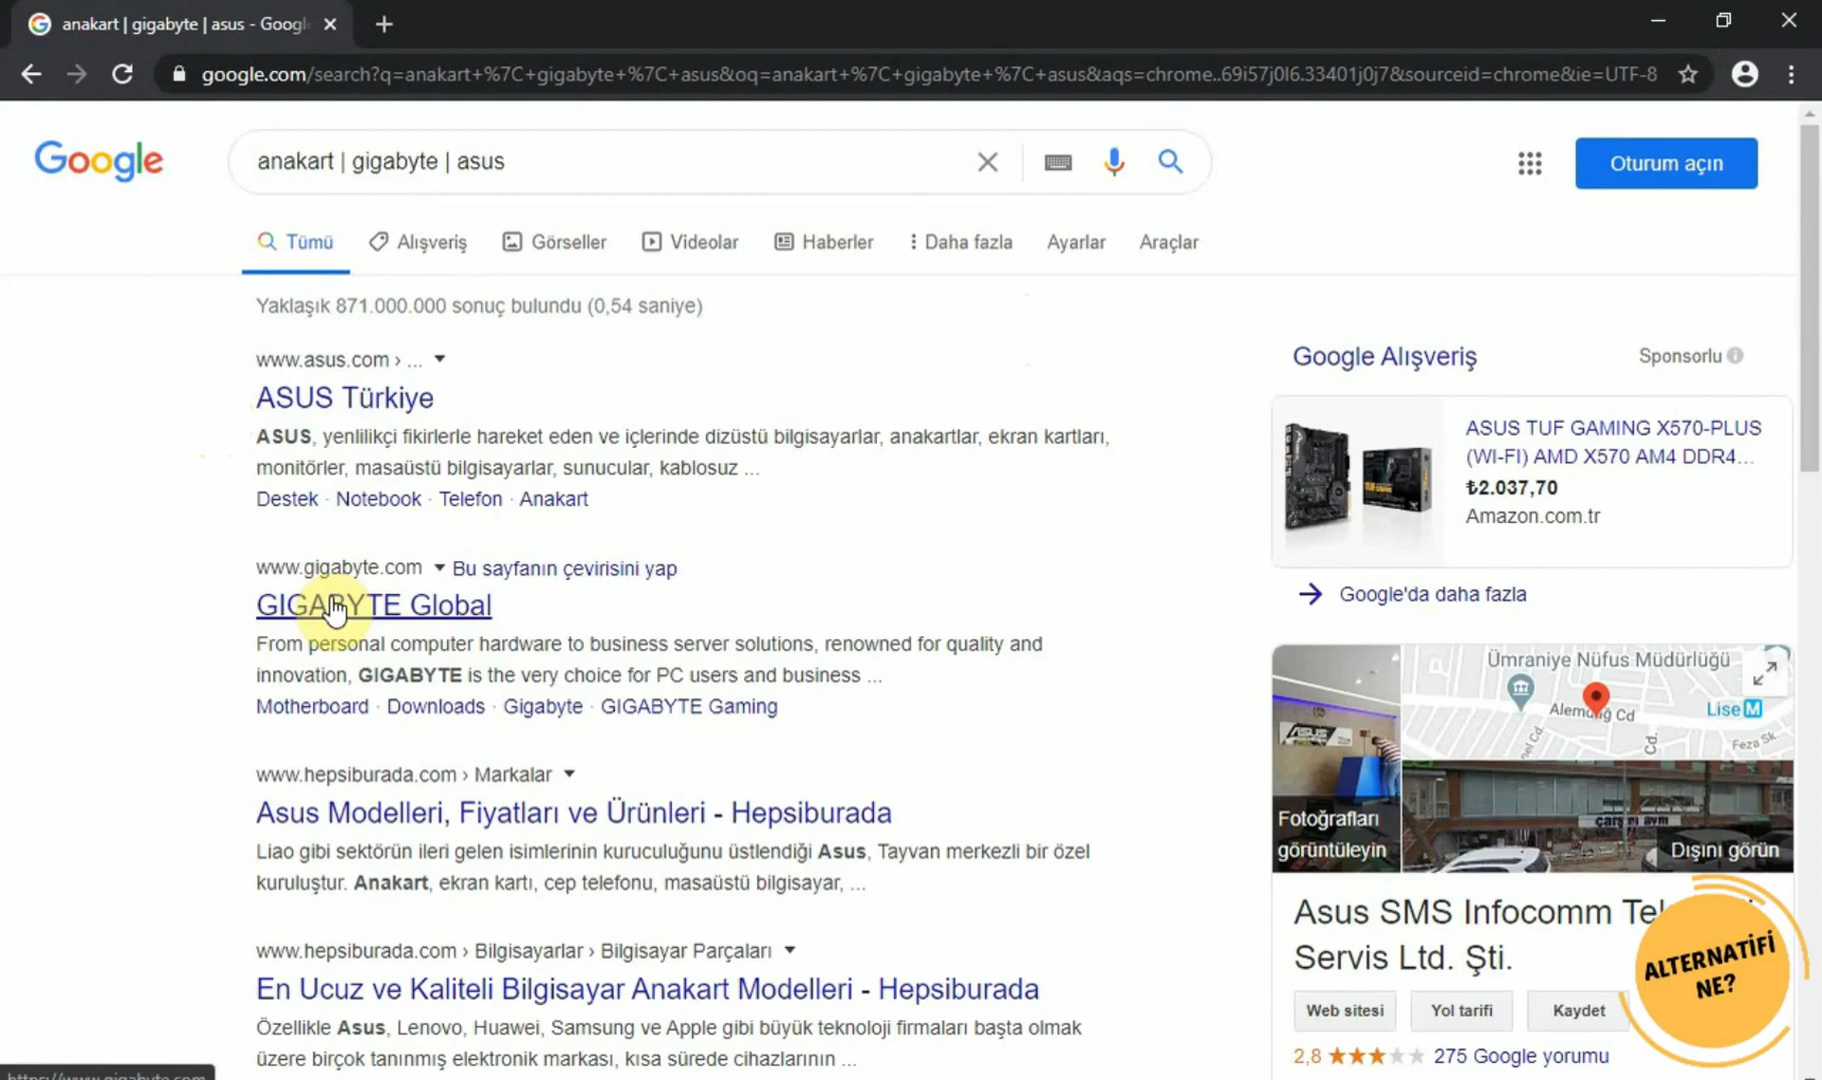 anakart | gigabyte | asus - Googl
google.com/search?q=anakart+%7C+gigabyte+%7C+asus&oq=anakart+%7C+gigabyte+%7C+asus&aqs=chrome..69i57j0l6.33401j0j7&sourceid=chrome&ie=UTF-8
Google
anakart | gigabyte | asus
Oturum açın
Tümü
Alışveriş
Görseller
Videolar
Haberler
Daha fazla
Ayarlar
Araçlar
Yaklaşık 871.000.000 sonuç bulundu (0,54 saniye)
www.asus.com › ...
ASUS Türkiye
ASUS, yenilikçi fikirlerle hareket eden ve içlerinde dizüstü bilgisayarlar, anakartlar, ekran kartları,
monitörler, masaüstü bilgisayarlar, sunucular, kablosuz ...
Destek · Notebook · Telefon · Anakart
www.gigabyte.com Bu sayfanın çevirisini yap
GIGABYTE Global
From personal computer hardware to business server solutions, renowned for quality and
innovation, GIGABYTE is the very choice for PC users and business ...
Motherboard · Downloads · Gigabyte · GIGABYTE Gaming
www.hepsiburada.com › Markalar
Asus Modelleri, Fiyatları ve Ürünleri - Hepsiburada
Liao gibi sektörün ileri gelen isimlerinin kuruculuğunu üstlendiği Asus, Tayvan merkezli bir özel
kuruluştur. Anakart, ekran kartı, cep telefonu, masaüstü bilgisayar, ...
www.hepsiburada.com › Bilgisayarlar › Bilgisayar Parçaları
En Ucuz ve Kaliteli Bilgisayar Anakart Modelleri - Hepsiburada
Özellikle Asus, Lenovo, Huawei, Samsung ve Apple gibi büyük teknoloji firmaları başta olmak
üzere birçok tanınmış elektronik markası, kısa sürede cihazlarının ...
https://www.gigabyte.com
Google Alışveriş
Sponsorlu
ASUS TUF GAMING X570-PLUS
(WI-FI) AMD X570 AM4 DDR4...
₺2.037,70
Amazon.com.tr
Google'da daha fazla
Ümraniye Nüfus Müdürlüğü
Alemdağ Cd
Lise M
Cd.
Feza Sk.
ASUS
Fotoğrafları
görüntüleyin
çarşı
Dışını görün
Asus SMS Infocomm
Servis Ltd. Şti.
Web sitesi
Yol tarifi
Kaydet
2,8
275 Google yorumu
ALTERNATİFİ
NE?